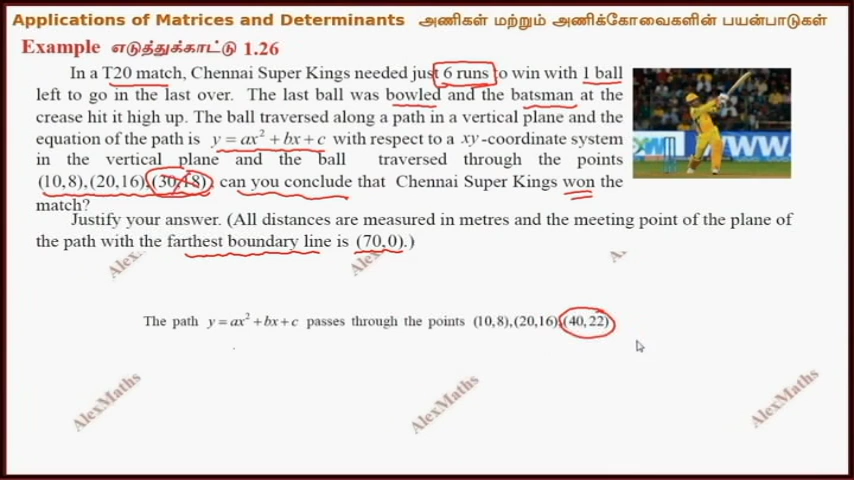 Applications of Matrices and Determinants அணிகள் மற்றும் அணிக்கோவைகளின் பயன்பாடுகள்
Example எடுத்துக்காட்டு 1.26
In a T20 match, Chennai Super Kings needed just 6 runs to win with 1 ball
left to go in the last over. The last ball was bowled and the batsman at the
crease hit it high up. The ball traversed along a path in a vertical plane and the
equation of the path is y = ax² + bx + c with respect to a xy-coordinate system
in the vertical plane and the ball traversed through the points
(10,8),(20,16),(30,18), can you conclude that Chennai Super Kings won the
match?
Justify your answer. (All distances are measured in metres and the meeting point of the plane of
the path with the farthest boundary line is (70,0).)
The path y = ax² + bx + c passes through the points (10,8),(20,16),(40,22)
AlexMaths
AlexMaths
AlexMaths